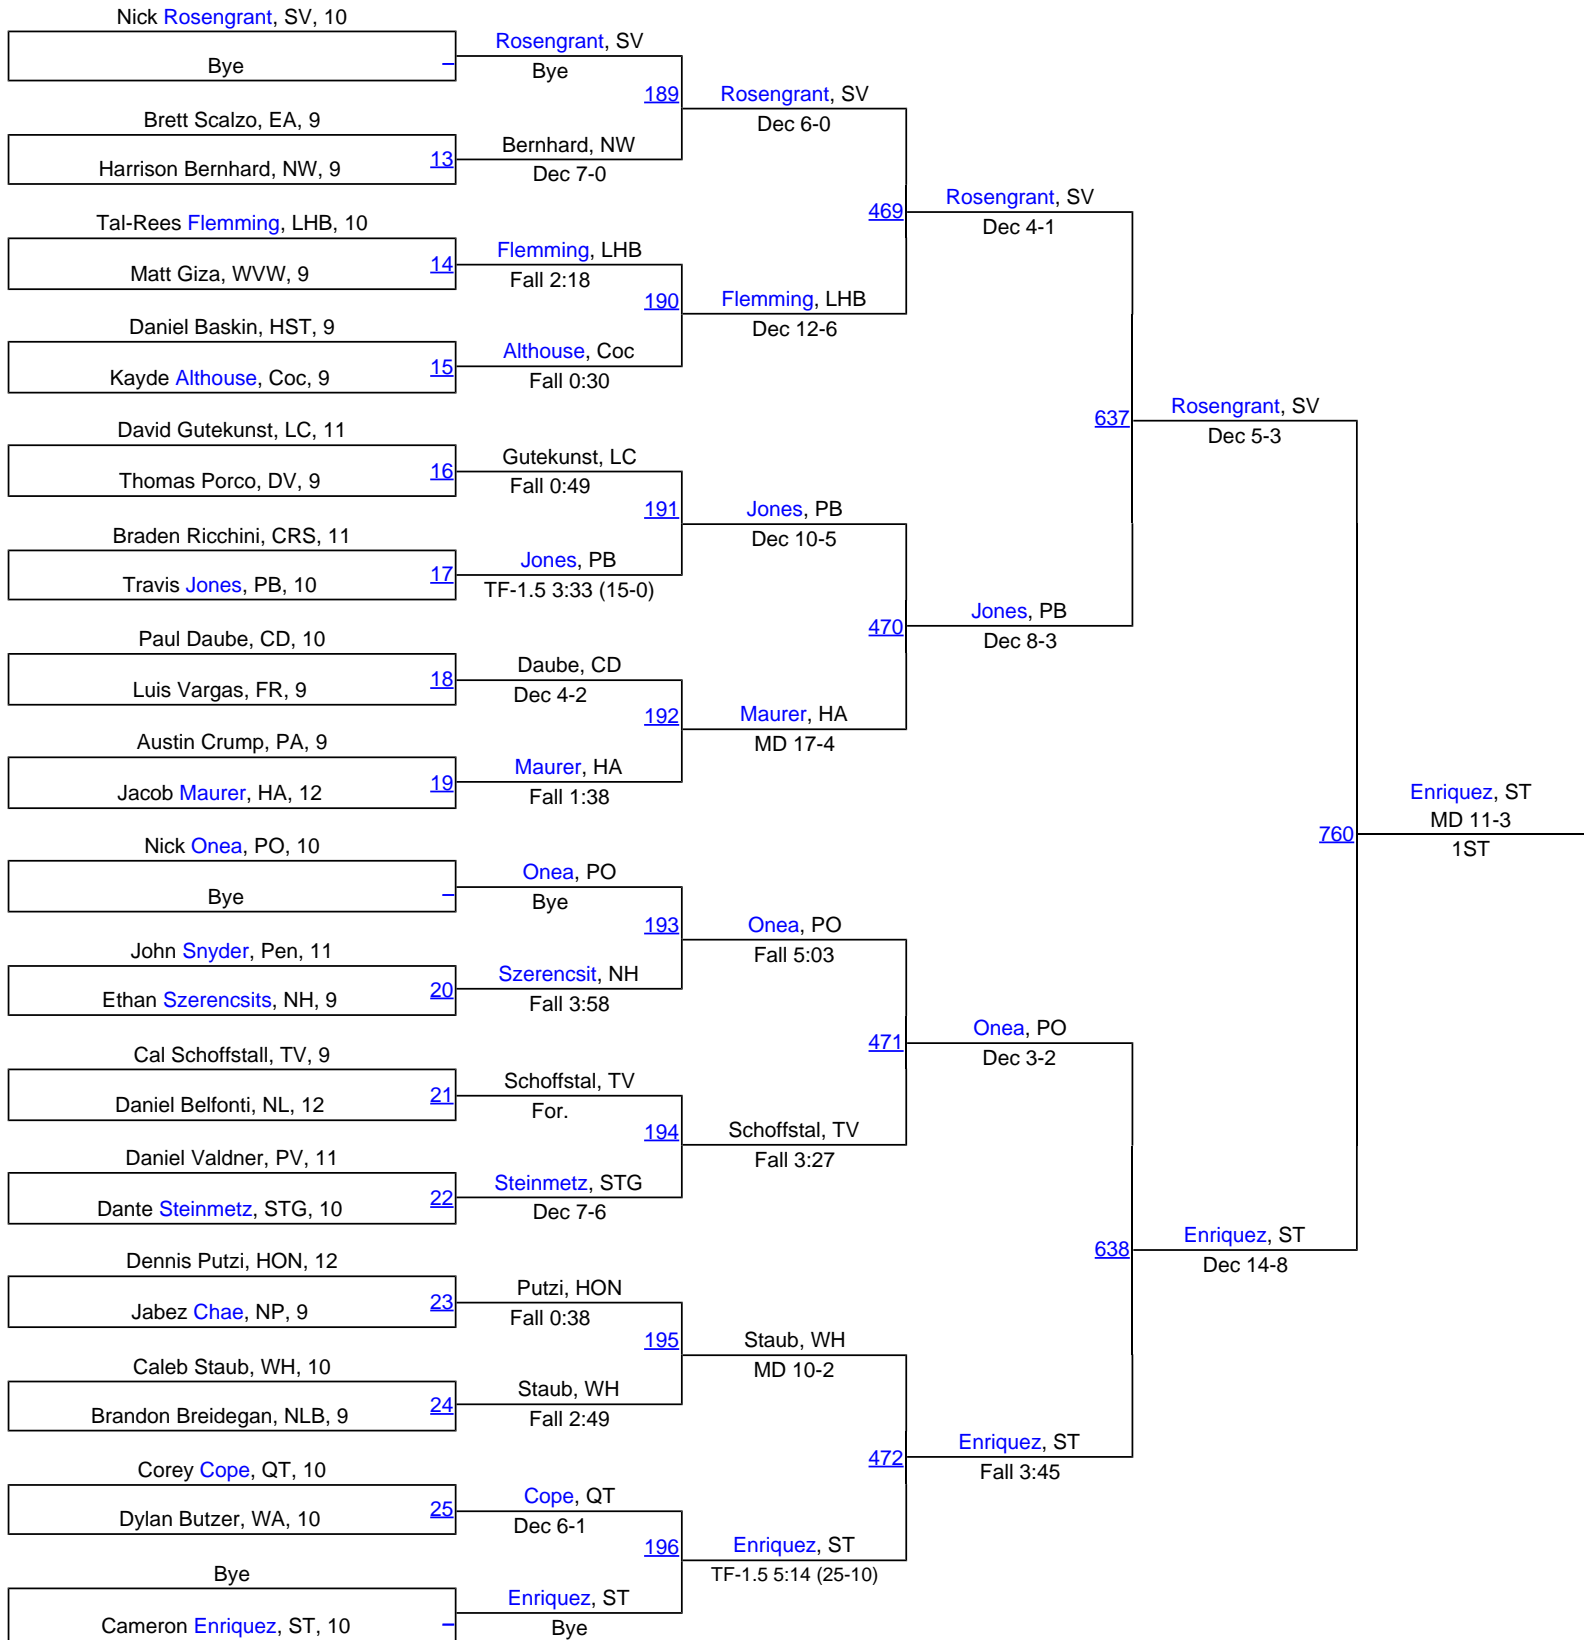 Nick Rosengrant, SV, 10
Bye
–
Brett Scalzo, EA, 9
Harrison Bernhard, NW, 9
13
Tal-Rees Flemming, LHB, 10
Matt Giza, WVW, 9
14
Daniel Baskin, HST, 9
Kayde Althouse, Coc, 9
15
David Gutekunst, LC, 11
Thomas Porco, DV, 9
16
Braden Ricchini, CRS, 11
Travis Jones, PB, 10
17
Paul Daube, CD, 10
Luis Vargas, FR, 9
18
Austin Crump, PA, 9
Jacob Maurer, HA, 12
19
Nick Onea, PO, 10
Bye
–
John Snyder, Pen, 11
Ethan Szerencsits, NH, 9
20
Cal Schoffstall, TV, 9
Daniel Belfonti, NL, 12
21
Daniel Valdner, PV, 11
Dante Steinmetz, STG, 10
22
Dennis Putzi, HON, 12
Jabez Chae, NP, 9
23
Caleb Staub, WH, 10
Brandon Breidegan, NLB, 9
24
Corey Cope, QT, 10
Dylan Butzer, WA, 10
25
Bye
Cameron Enriquez, ST, 10
–
Rosengrant, SV
Bye
189
Bernhard, NW
Dec 7-0
Flemming, LHB
Fall 2:18
190
Althouse, Coc
Fall 0:30
Gutekunst, LC
Fall 0:49
191
Jones, PB
TF-1.5 3:33 (15-0)
Daube, CD
Dec 4-2
192
Maurer, HA
Fall 1:38
Onea, PO
Bye
193
Szerencsit, NH
Fall 3:58
Schoffstal, TV
For.
194
Steinmetz, STG
Dec 7-6
Putzi, HON
Fall 0:38
195
Staub, WH
Fall 2:49
Cope, QT
Dec 6-1
196
Enriquez, ST
Bye
Rosengrant, SV
Dec 6-0
469
Flemming, LHB
Dec 12-6
Jones, PB
Dec 10-5
470
Maurer, HA
MD 17-4
Onea, PO
Fall 5:03
471
Schoffstal, TV
Fall 3:27
Staub, WH
MD 10-2
472
Enriquez, ST
TF-1.5 5:14 (25-10)
Rosengrant, SV
Dec 4-1
637
Jones, PB
Dec 8-3
Onea, PO
Dec 3-2
638
Enriquez, ST
Fall 3:45
Rosengrant, SV
Dec 5-3
760
Enriquez, ST
Dec 14-8
Enriquez, ST
MD 11-3
1ST